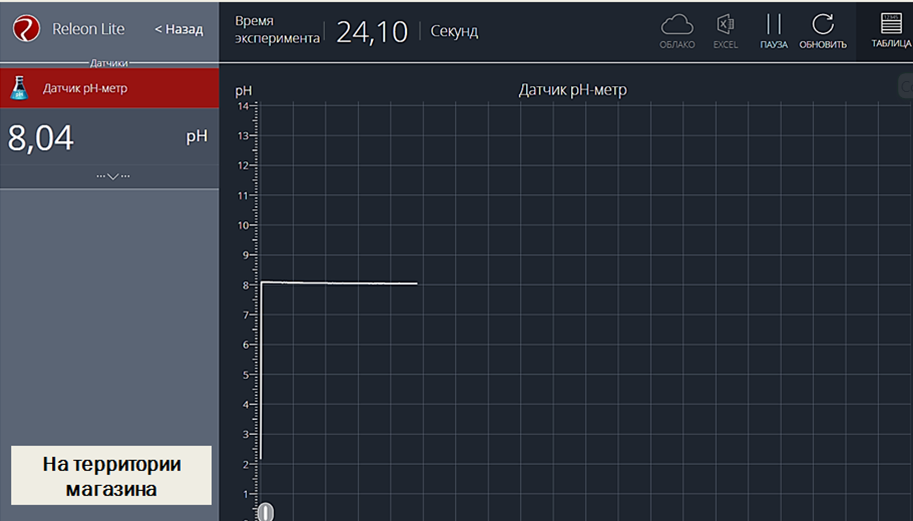 Releon Lite
< Назад
Время
эксперимента
24,10
Секунд
ОБЛАКО
EXCEL
ПАУЗА
ОБНОВИТЬ
ТАБЛИЦА
Датчики
Датчик pH-метр
8,04
pH
На территории
магазина
pH
Датчик pH-метр
14
13
12
11
10
9
8
7
6
5
4
3
2
1